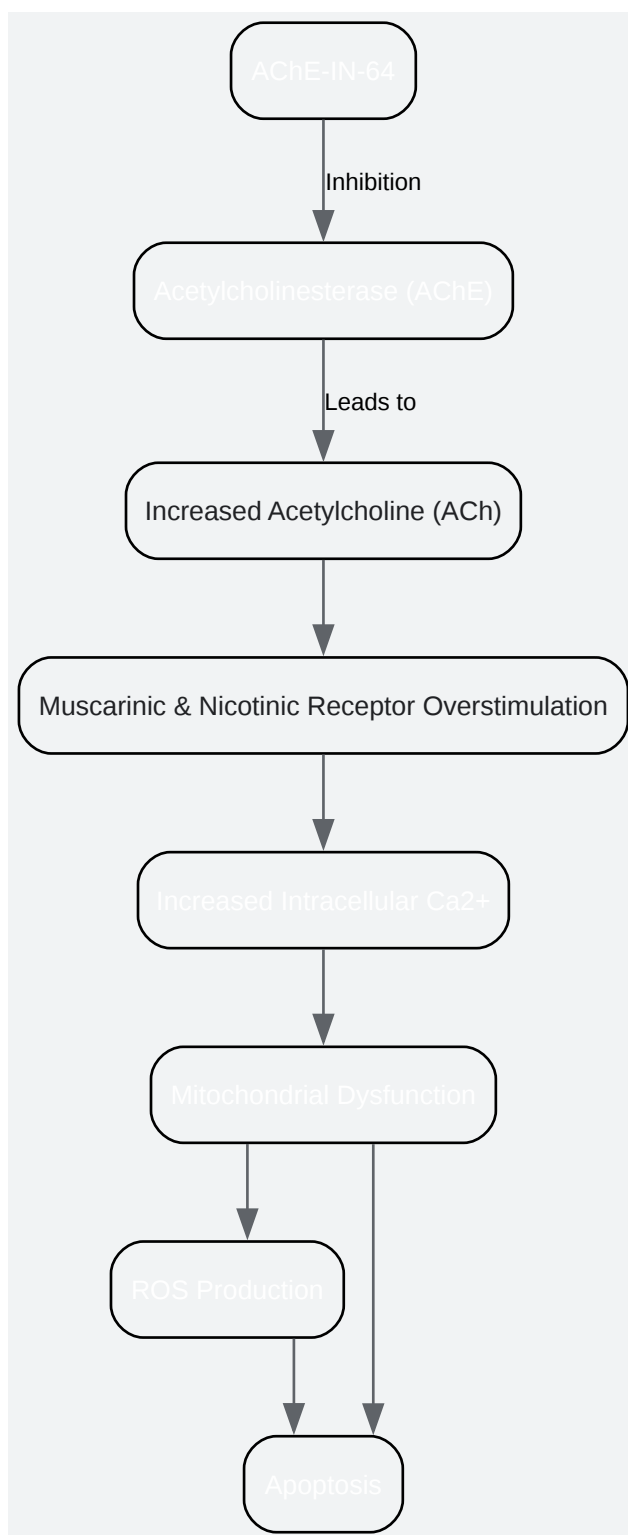 AChE-IN-64
Inhibition
Acetylcholinesterase (AChE)
Leads to
Increased Acetylcholine (ACh)
Muscarinic & Nicotinic Receptor Overstimulation
Increased Intracellular Ca2+
Mitochondrial Dysfunction
ROS Production
Apoptosis